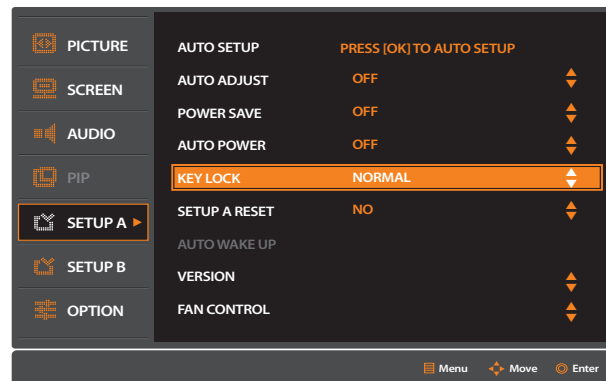 PICTURE
SCREEN
AUDIO
PIP
SETUP A
SETUP B
OPTION
AUTO SETUP PRESS [OK] TO AUTO SETUP
AUTO ADJUST OFF
POWER SAVE OFF
AUTO POWER OFF
KEY LOCK NORMAL
SETUP A RESET NO
AUTO WAKE UP
VERSION
FAN CONTROL
Menu Move Enter